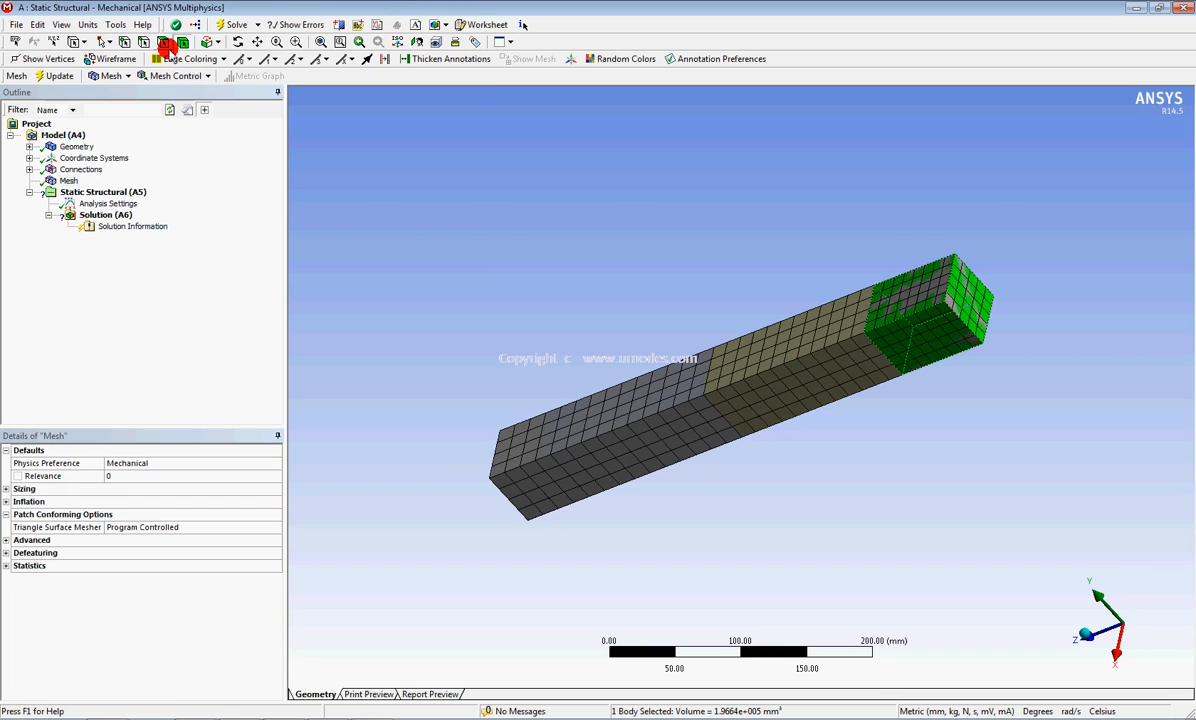 A : Static Structural - Mechanical [ANSYS Multiphysics]
File Edit View Units Tools Help Solve ?/Show Errors Worksheet
Show Vertices Wireframe Edge Coloring Thicken Annotations Show Mesh Random Colors Annotation Preferences
Mesh Update Mesh Mesh Control Metric Graph
Outline
Filter: Name
Project
Model (A4)
Geometry
Coordinate Systems
Connections
Mesh
Static Structural (A5)
Analysis Settings
Solution (A6)
Solution Information
ANSYS
R14.5
Copyright c www.umodes.com
Details of "Mesh"
Defaults
Physics Preference Mechanical
Relevance 0
Sizing
Inflation
Patch Conforming Options
Triangle Surface Mesher Program Controlled
Advanced
Defeaturing
Statistics
Y
Z
X
0.00 100.00 200.00 (mm)
50.00 150.00
Geometry Print Preview Report Preview
Press F1 for Help No Messages 1 Body Selected: Volume = 1.9664e+005 mm³ Metric (mm, kg, N, s, mV, mA) Degrees rad/s Celsius